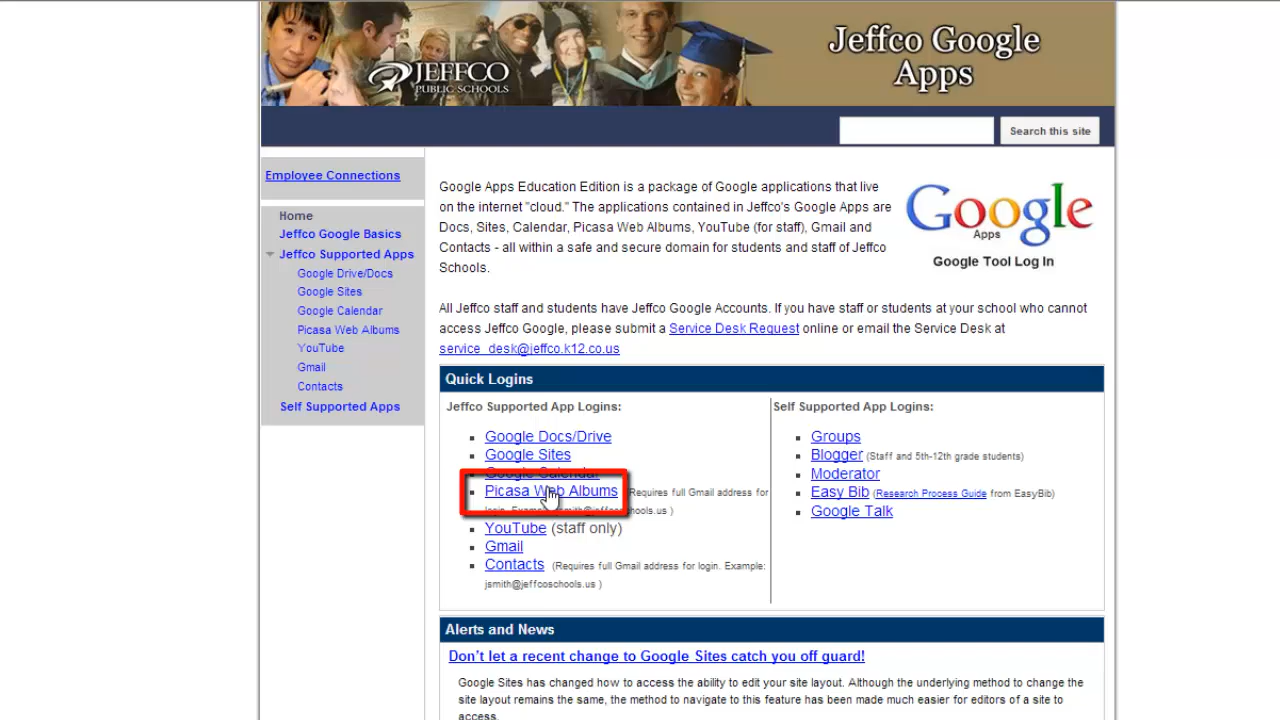 JEFFCO
PUBLIC SCHOOLS
Jeffco Google
Apps
Search this site
Employee Connections
Home
Jeffco Google Basics
Jeffco Supported Apps
Google Drive/Docs
Google Sites
Google Calendar
Picasa Web Albums
YouTube
Gmail
Contacts
Self Supported Apps
Google Apps Education Edition is a package of Google applications that live
on the internet "cloud." The applications contained in Jeffco's Google Apps are
Docs, Sites, Calendar, Picasa Web Albums, YouTube (for staff), Gmail and
Contacts - all within a safe and secure domain for students and staff of Jeffco
Schools.
Google
Apps
Google Tool Log In
All Jeffco staff and students have Jeffco Google Accounts. If you have staff or students at your school who cannot
access Jeffco Google, please submit a Service Desk Request online or email the Service Desk at
service_desk@jeffco.k12.co.us
Quick Logins
Jeffco Supported App Logins:
Google Docs/Drive
Google Sites
Google Calendar
Picasa Web Albums (Requires full Gmail address for
login. Example: jsmith@jeffcoschools.us )
YouTube (staff only)
Gmail
Contacts (Requires full Gmail address for login. Example:
jsmith@jeffcoschools.us )
Self Supported App Logins:
Groups
Blogger (Staff and 5th-12th grade students)
Moderator
Easy Bib (Research Process Guide from EasyBib)
Google Talk
Alerts and News
Don't let a recent change to Google Sites catch you off guard!
Google Sites has changed how to access the ability to edit your site layout. Although the underlying method to change the
site layout remains the same, the method to navigate to this feature has been made much easier for editors of a site to
access.